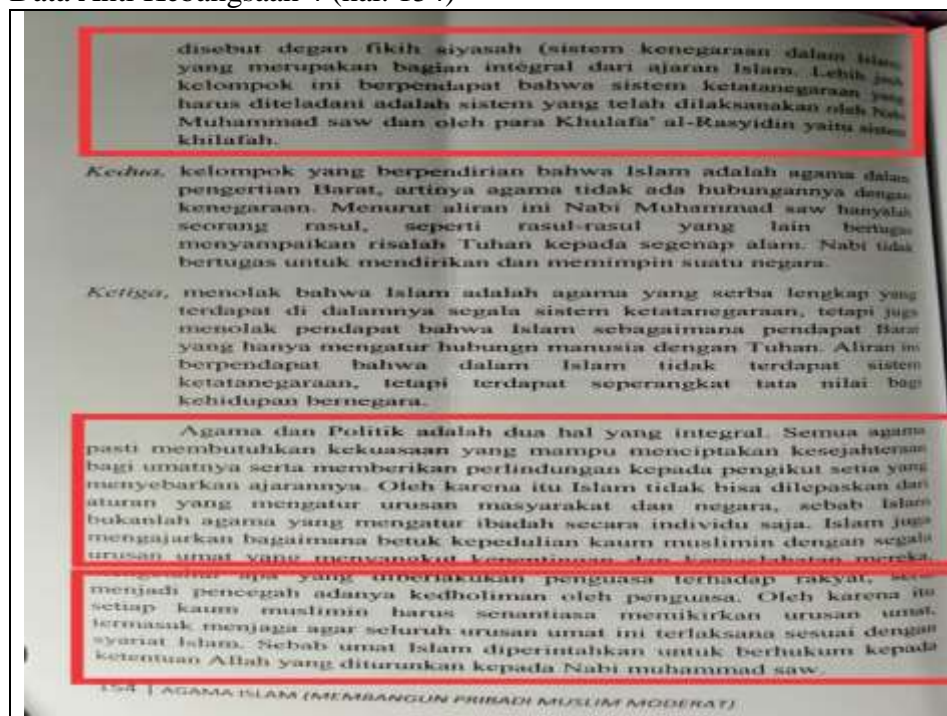 disebut degan fikih siyasah (sistem kenegaraan dalam Islam
yang merupakan bagian integral dari ajaran Islam. Lebih jauh
kelompok ini berpendapat bahwa sistem ketatanegaraan yang
harus diteladani adalah sistem yang telah dilaksanakan oleh Nabi
Muhammad saw dan oleh para Khulafa' al-Rasyidin yaitu sistem
khilafah.
Kedua, kelompok yang berpendirian bahwa Islam adalah agama dalam
pengertian Barat, artinya agama tidak ada hubungannya dengan
kenegaraan. Menurut aliran ini Nabi Muhammad saw hanyalah
seorang rasul, seperti rasul-rasul yang lain bertugas
menyampaikan risalah Tuhan kepada segenap alam. Nabi tidak
bertugas untuk mendirikan dan memimpin suatu negara.
Ketiga, menolak bahwa Islam adalah agama yang serba lengkap yang
terdapat di dalamnya segala sistem ketatanegaraan, tetapi juga
menolak pendapat bahwa Islam sebagaimana pendapat Barat
yang hanya mengatur hubungn manusia dengan Tuhan. Aliran ini
berpendapat bahwa dalam Islam tidak terdapat sistem
ketatanegaraan, tetapi terdapat seperangkat tata nilai bagi
kehidupan bernegara.
Agama dan Politik adalah dua hal yang integral. Semua agama
pasti membutuhkan kekuasaan yang mampu menciptakan kesejahteraan
bagi umatnya serta memberikan perlindungan kepada pengikut setia yang
menyebarkan ajarannya. Oleh karena itu Islam tidak bisa dilepaskan dari
aturan yang mengatur urusan masyarakat dan negara, sebab Islam
bukanlah agama yang mengatur ibadah secara individu saja. Islam juga
mengajarkan bagaimana betuk kepedulian kaum muslimin dengan segala
urusan umat yang menyangkut kepentingan dan kemaslahatan mereka,
apa yang diberlakukan penguasa terhadap rakyat,
menjadi pencegah adanya kedholiman oleh penguasa. Oleh karena itu
setiap kaum muslimin harus senantiasa memikirkan urusan umat,
termasuk menjaga agar seluruh urusan umat ini terlaksana sesuai dengan
syariat Islam. Sebab umat Islam diperintahkan untuk berhukum kepada
ketentuan Allah yang diturunkan kepada Nabi muhammad saw.
154 | AGAMA ISLAM (MEMBANGUN PRIBADI MUSLIM MODERAT)